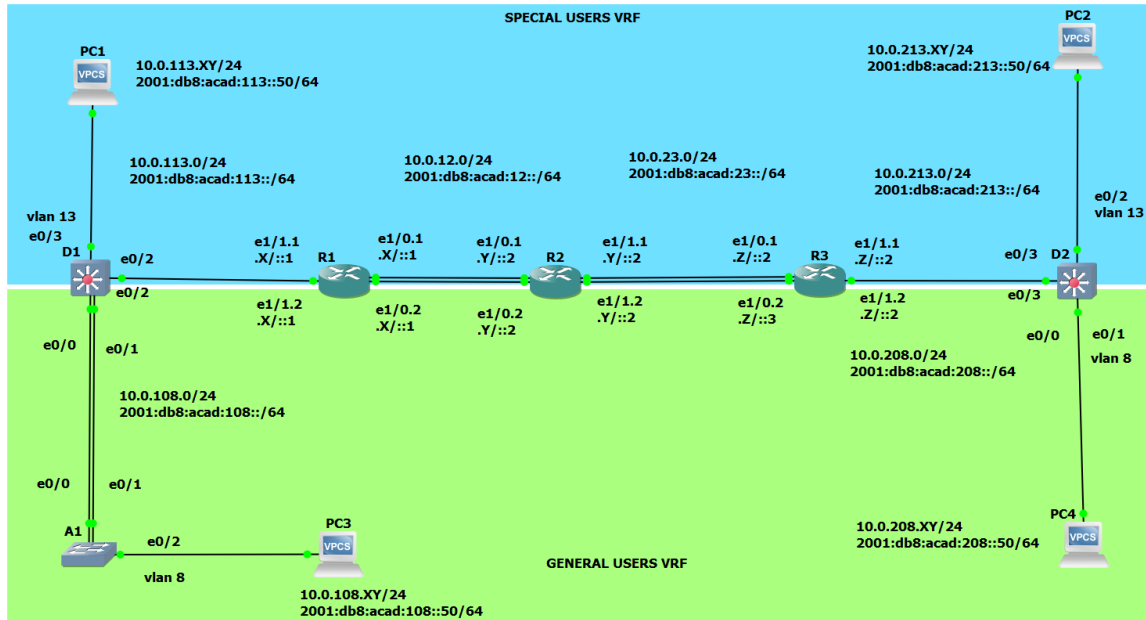 SPECIAL USERS VRF
PC1
VPCS
10.0.113.XY/24
2001:db8:acad:113::50/64
PC2
VPCS
10.0.213.XY/24
2001:db8:acad:213::50/64
10.0.113.0/24
2001:db8:acad:113::/64
10.0.12.0/24
2001:db8:acad:12::/64
10.0.23.0/24
2001:db8:acad:23::/64
10.0.213.0/24
2001:db8:acad:213::/64
vlan 13
e0/3
D1
e0/2
e0/2
e1/1.1
.X/::1
R1
e1/0.1
.X/::1
e1/0.1
.Y/::2
R2
e1/1.1
.Y/::2
e1/0.1
.Z/::2
R3
e1/1.1
.Z/::2
e0/2
vlan 13
e0/3
D2
e0/3
e1/1.2
.X/::1
e1/0.2
.X/::1
e1/0.2
.Y/::2
e1/1.2
.Y/::2
e1/0.2
.Z/::3
e1/1.2
.Z/::2
e0/0
e0/1
e0/0
e0/1
vlan 8
10.0.108.0/24
2001:db8:acad:108::/64
10.0.208.0/24
2001:db8:acad:208::/64
e0/0
e0/1
A1
e0/2
vlan 8
PC3
VPCS
10.0.108.XY/24
2001:db8:acad:108::50/64
PC4
VPCS
10.0.208.XY/24
2001:db8:acad:208::50/64
GENERAL USERS VRF